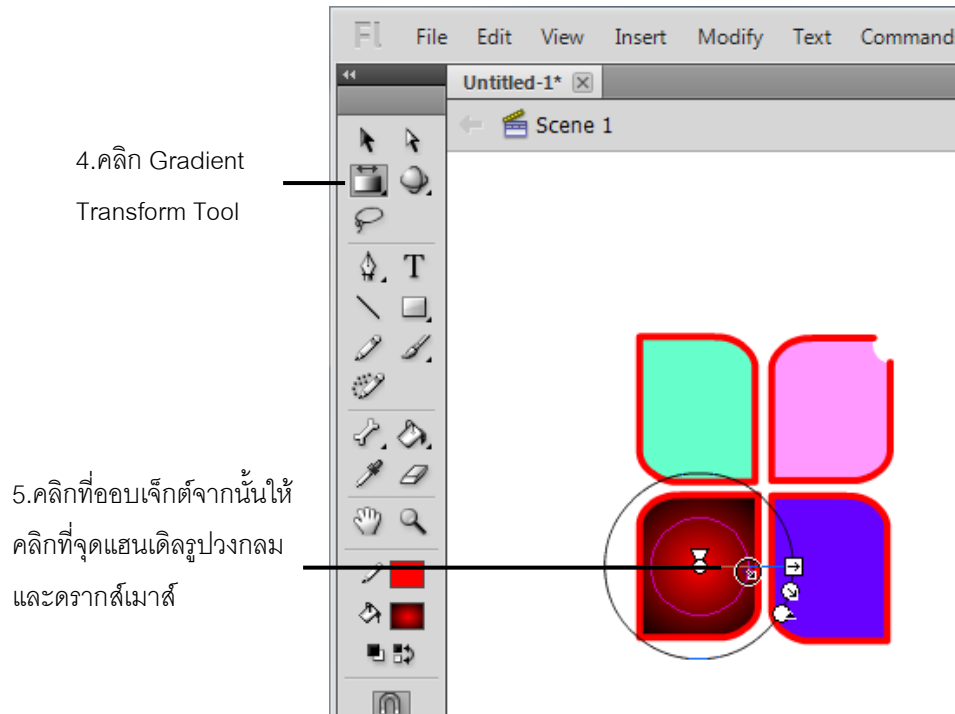 Fl File Edit View Insert Modify Text Command
Untitled-1*
Scene 1
4.คลิก Gradient
Transform Tool
T
5.คลิกที่ออบเจ็กต์จากนั้นให้
คลิกที่จุดแฮนเดิลรูปวงกลม
และดรากส์เมาส์